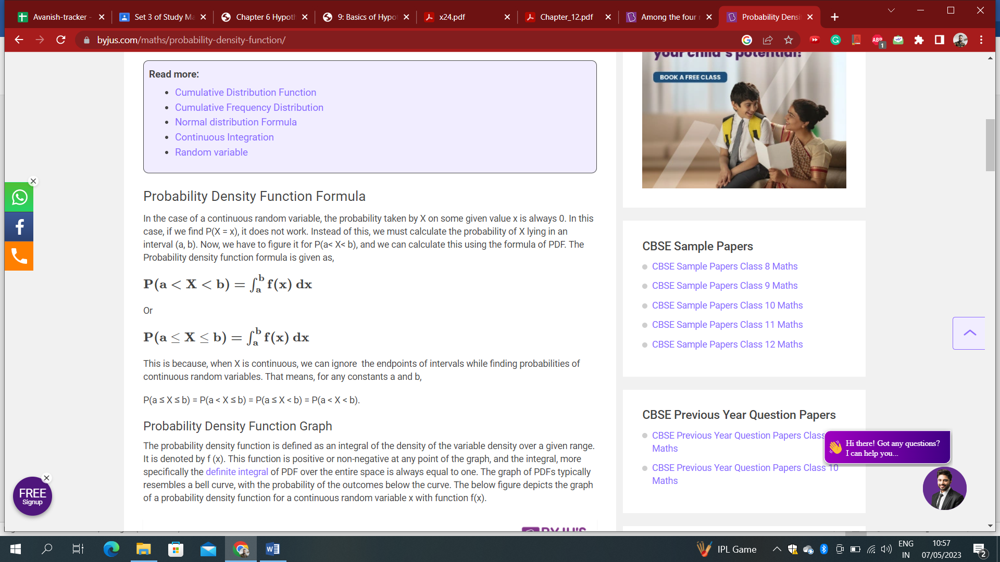 Avanish-tracker -
Set 3 of Study Ma
Chapter 6 Hypoth
9: Basics of Hypot
x24.pdf
Chapter_12.pdf
Among the four r
Probability Densi
byjus.com/maths/probability-density-function/
ABP
1
your child's potential!
BOOK A FREE CLASS
Read more:
Cumulative Distribution Function
Cumulative Frequency Distribution
Normal distribution Formula
Continuous Integration
Random variable
Probability Density Function Formula
In the case of a continuous random variable, the probability taken by X on some given value x is always 0. In this
case, if we find P(X = x), it does not work. Instead of this, we must calculate the probability of X lying in an
interval (a, b). Now, we have to figure it for P(a< X< b), and we can calculate this using the formula of PDF. The
Probability density function formula is given as,
P(a < X < b) = ∫ₐᵇ f(x) dx
Or
P(a ≤ X ≤ b) = ∫ₐᵇ f(x) dx
This is because, when X is continuous, we can ignore the endpoints of intervals while finding probabilities of
continuous random variables. That means, for any constants a and b,
P(a ≤ X ≤ b) = P(a < X ≤ b) = P(a ≤ X < b) = P(a < X < b).
Probability Density Function Graph
The probability density function is defined as an integral of the density of the variable density over a given range.
It is denoted by f (x). This function is positive or non-negative at any point of the graph, and the integral, more
specifically the definite integral of PDF over the entire space is always equal to one. The graph of PDFs typically
resembles a bell curve, with the probability of the outcomes below the curve. The below figure depicts the graph
of a probability density function for a continuous random variable x with function f(x).
BYJU'S
CBSE Sample Papers
CBSE Sample Papers Class 8 Maths
CBSE Sample Papers Class 9 Maths
CBSE Sample Papers Class 10 Maths
CBSE Sample Papers Class 11 Maths
CBSE Sample Papers Class 12 Maths
CBSE Previous Year Question Papers
CBSE Previous Year Question Papers Class
Maths
CBSE Previous Year Question Papers Class 10
Maths
Hi there! Got any questions?
I can help you...
FREE
Signup
IPL Game
ENG
IN
10:57
07/05/2023
2